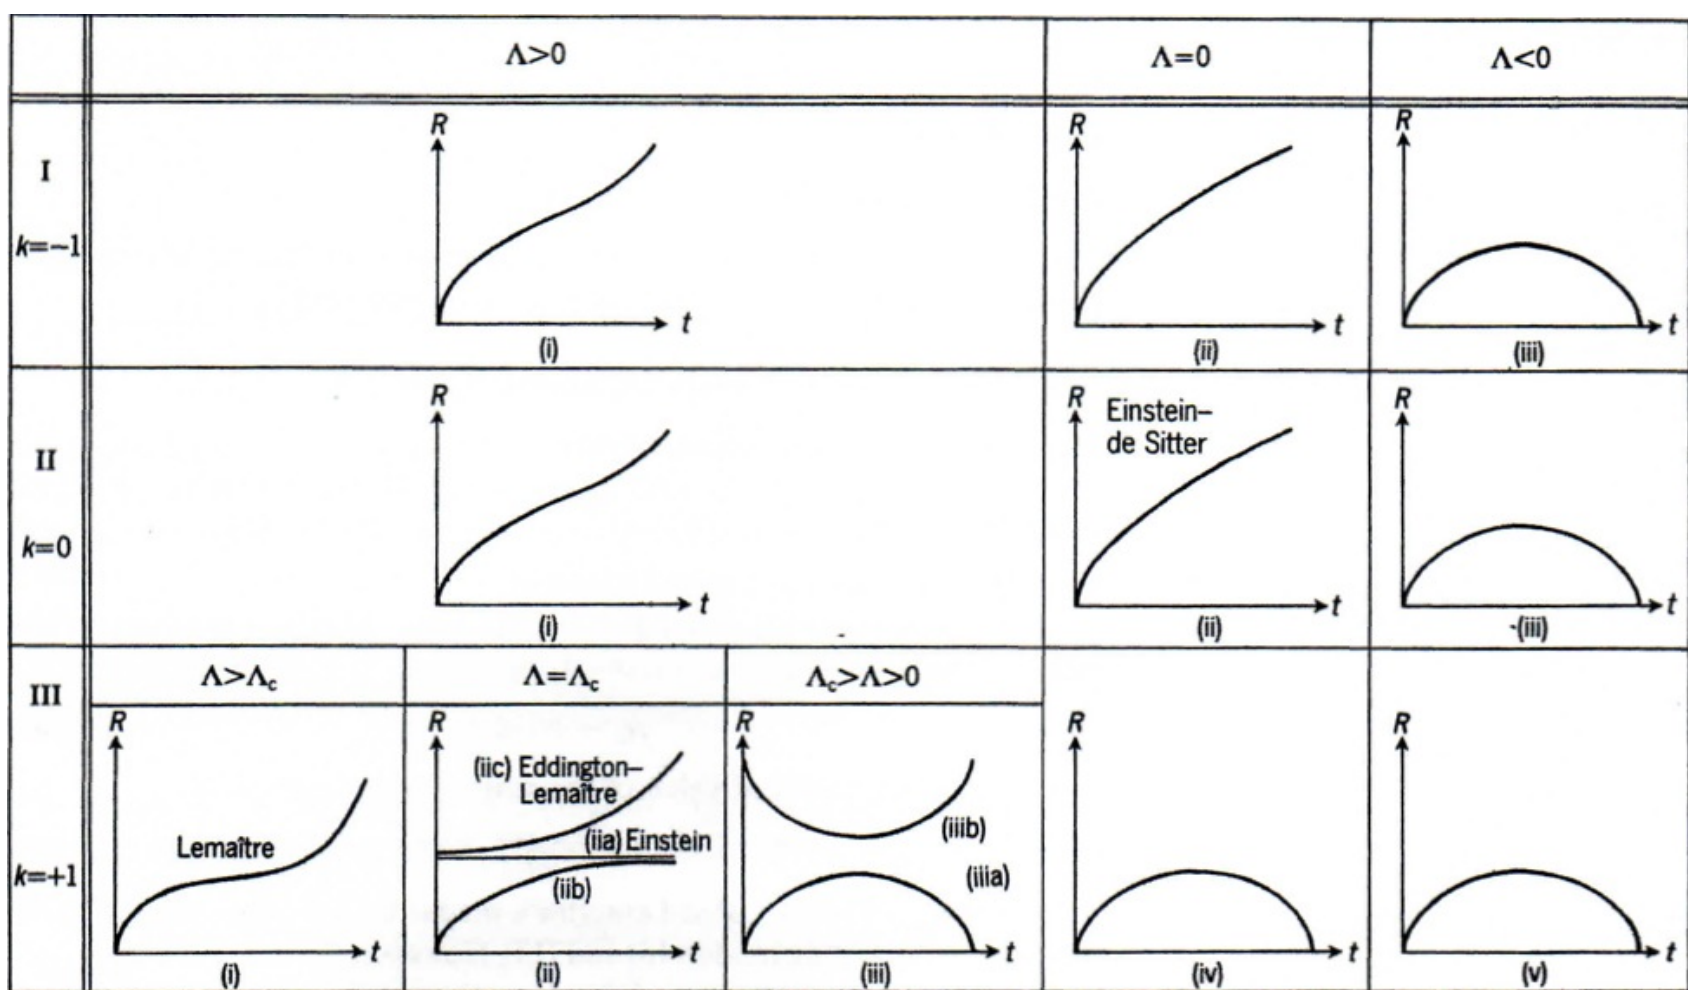 Λ>0
Λ=0
Λ<0
I
k=−1
R
t
(i)
R
t
(ii)
R
t
(iii)
II
k=0
R
t
(i)
R
Einstein–
de Sitter
t
(ii)
R
t
-(iii)
III
k=+1
Λ>Λc
Λ=Λc
Λc>Λ>0
R
Lemaître
t
(i)
R
(iic) Eddington–
Lemaître
(iia) Einstein
(iib)
t
(ii)
R
(iiib)
(iiia)
t
(iii)
R
t
(iv)
R
t
(v)